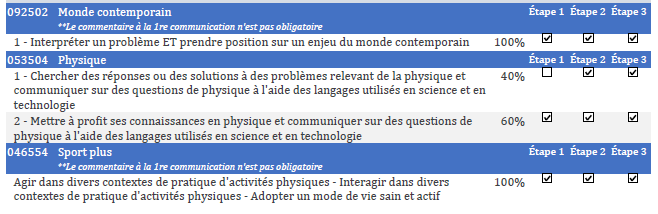 092502 Monde contemporain Étape 1 Étape 2 Étape 3
**Le commentaire à la 1re communication n'est pas obligatoire
1 - Interpréter un problème ET prendre position sur un enjeu du monde contemporain 100%
053504 Physique Étape 1 Étape 2 Étape 3
1 - Chercher des réponses ou des solutions à des problèmes relevant de la physique et 40%
communiquer sur des questions de physique à l'aide des langages utilisés en science et en
technologie
2 - Mettre à profit ses connaissances en physique et communiquer sur des questions de 60%
physique à l'aide des langages utilisés en science et en technologie
046554 Sport plus Étape 1 Étape 2 Étape 3
**Le commentaire à la 1re communication n'est pas obligatoire
Agir dans divers contextes de pratique d'activités physiques - Interagir dans divers 100%
contextes de pratique d'activités physiques - Adopter un mode de vie sain et actif